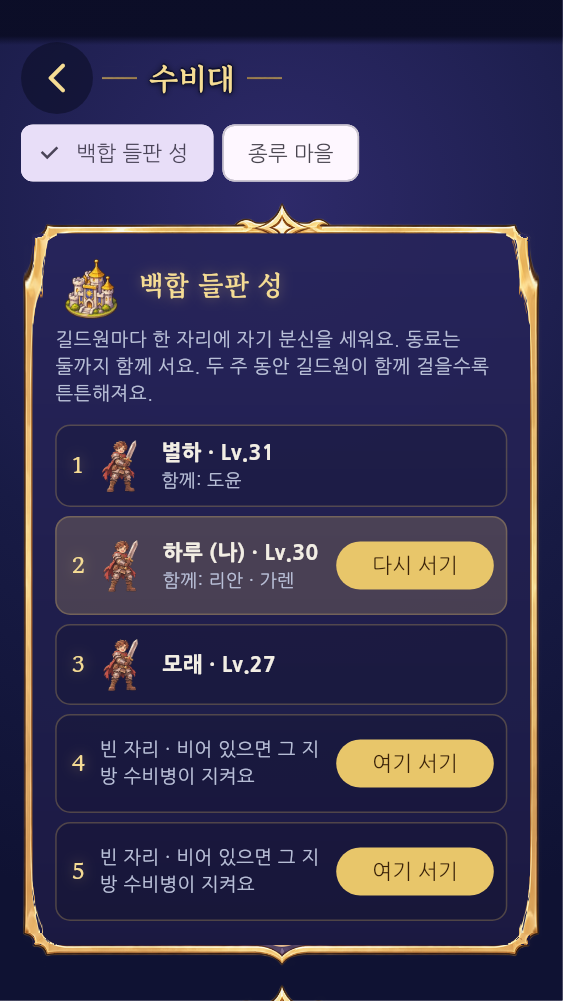 수비대
백합 들판 성
종루 마을
백합 들판 성
길드원마다 한 자리에 자기 분신을 세워요. 동료는
둘까지 함께 서요. 두 주 동안 길드원이 함께 걸을수록
튼튼해져요.
1
별하 · Lv.31
함께: 도윤
2
하루 (나) · Lv.30
함께: 리안 · 가렌
다시 서기
3
모래 · Lv.27
4
빈 자리 · 비어 있으면 그 지
방 수비병이 지켜요
여기 서기
5
빈 자리 · 비어 있으면 그 지
방 수비병이 지켜요
여기 서기